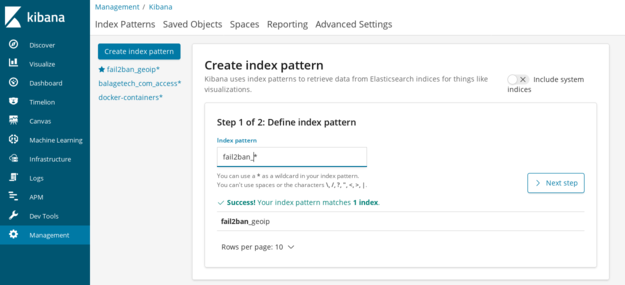 kibana
Management / Kibana
Index Patterns Saved Objects Spaces Reporting Advanced Settings
Discover
Visualize
Dashboard
Timelion
Canvas
Machine Learning
Infrastructure
Logs
APM
Dev Tools
Management
Create index pattern
fail2ban_geoip*
balagetech_com_access*
docker-containers*
Create index pattern
Kibana uses index patterns to retrieve data from Elasticsearch indices for things like
visualizations.
Include system
indices
Step 1 of 2: Define index pattern
Index pattern
fail2ban_*
You can use a * as a wildcard in your index pattern.
You can't use spaces or the characters \, /, ?, ", <, >, |.
Next step
Success! Your index pattern matches 1 index.
fail2ban_geoip
Rows per page: 10